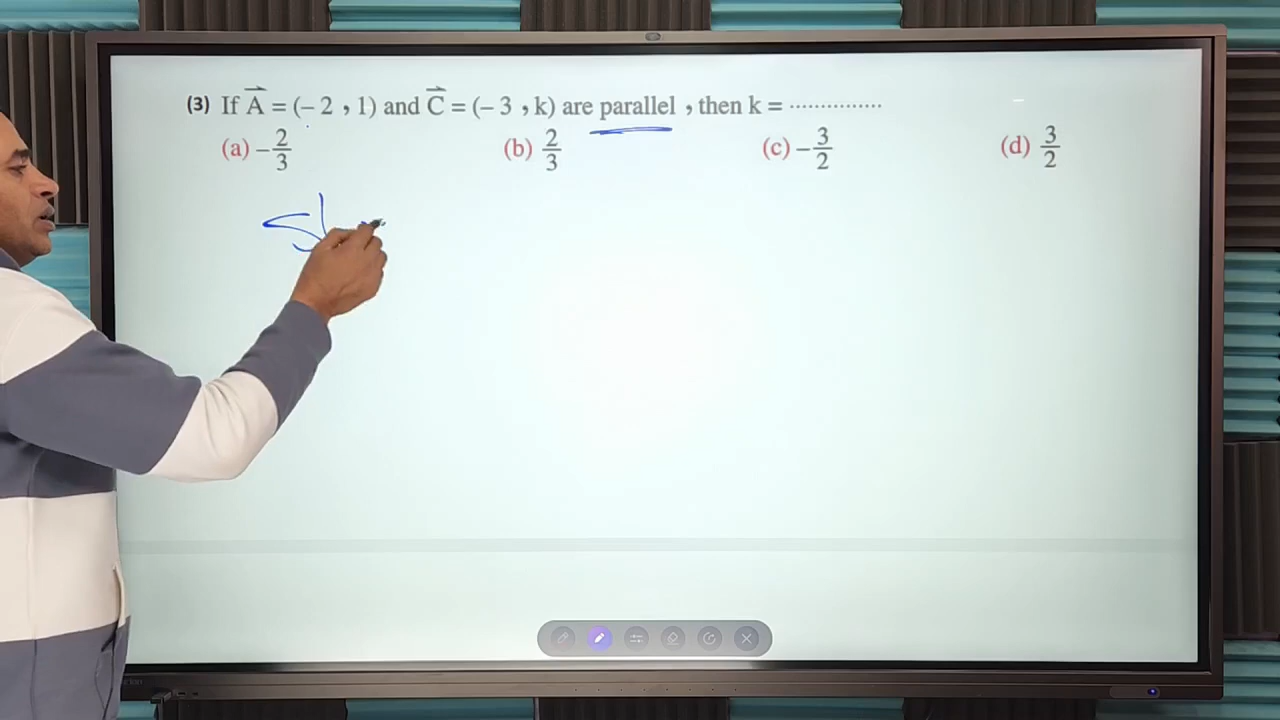 (3) If A⃗ = (– 2 , 1) and C⃗ = (– 3 , k) are parallel , then k = ...............
(a) –2/3 (b) 2/3 (c) –3/2 (d) 3/2